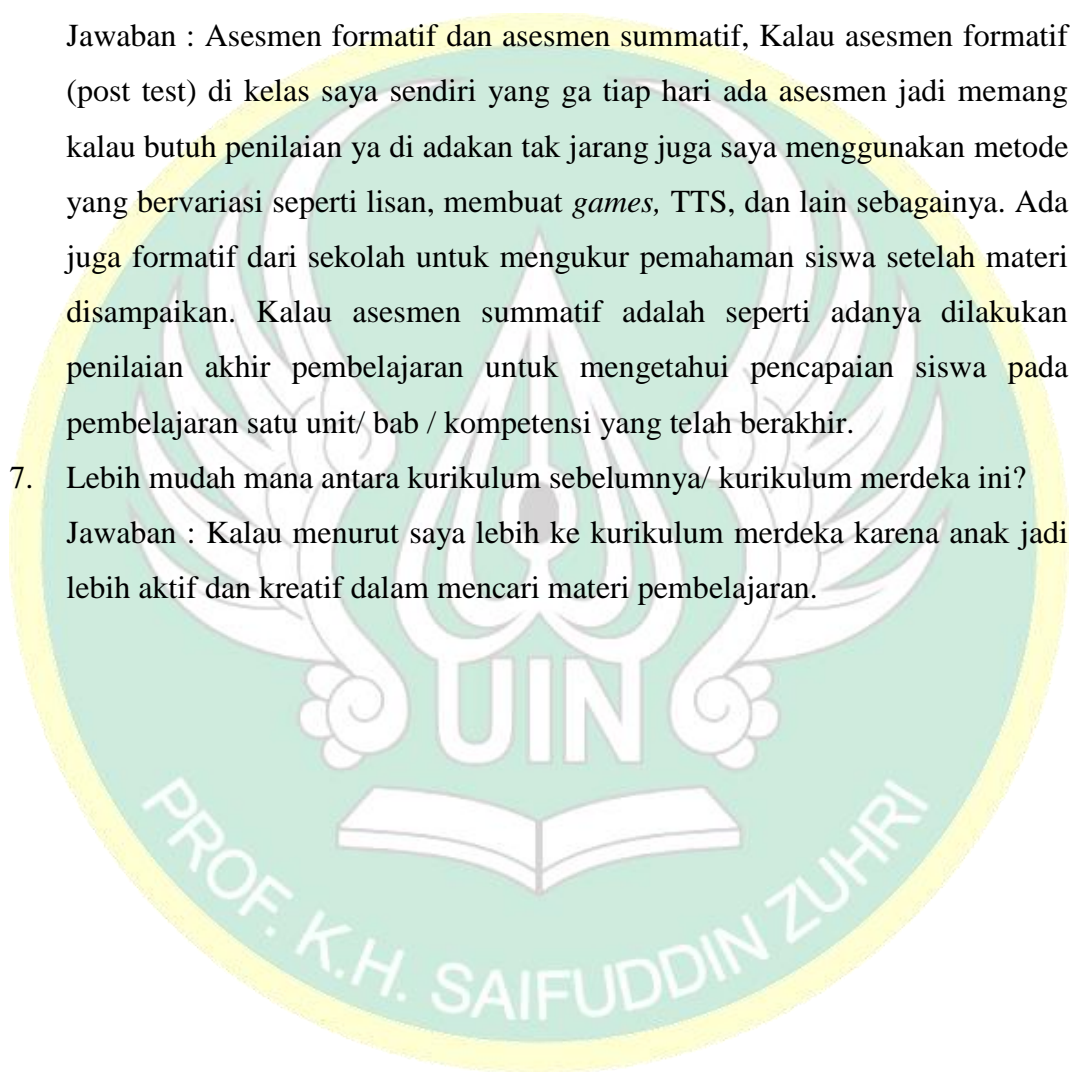 Jawaban : Asesmen formatif dan asesmen summatif, Kalau asesmen formatif
(post test) di kelas saya sendiri yang ga tiap hari ada asesmen jadi memang
kalau butuh penilaian ya di adakan tak jarang juga saya menggunakan metode
yang bervariasi seperti lisan, membuat games, TTS, dan lain sebagainya. Ada
juga formatif dari sekolah untuk mengukur pemahaman siswa setelah materi
disampaikan. Kalau asesmen summatif adalah seperti adanya dilakukan
penilaian akhir pembelajaran untuk mengetahui pencapaian siswa pada
pembelajaran satu unit/ bab / kompetensi yang telah berakhir.
7. Lebih mudah mana antara kurikulum sebelumnya/ kurikulum merdeka ini?
Jawaban : Kalau menurut saya lebih ke kurikulum merdeka karena anak jadi
lebih aktif dan kreatif dalam mencari materi pembelajaran.
UIN
PROF. K.H. SAIFUDDIN ZUHRI